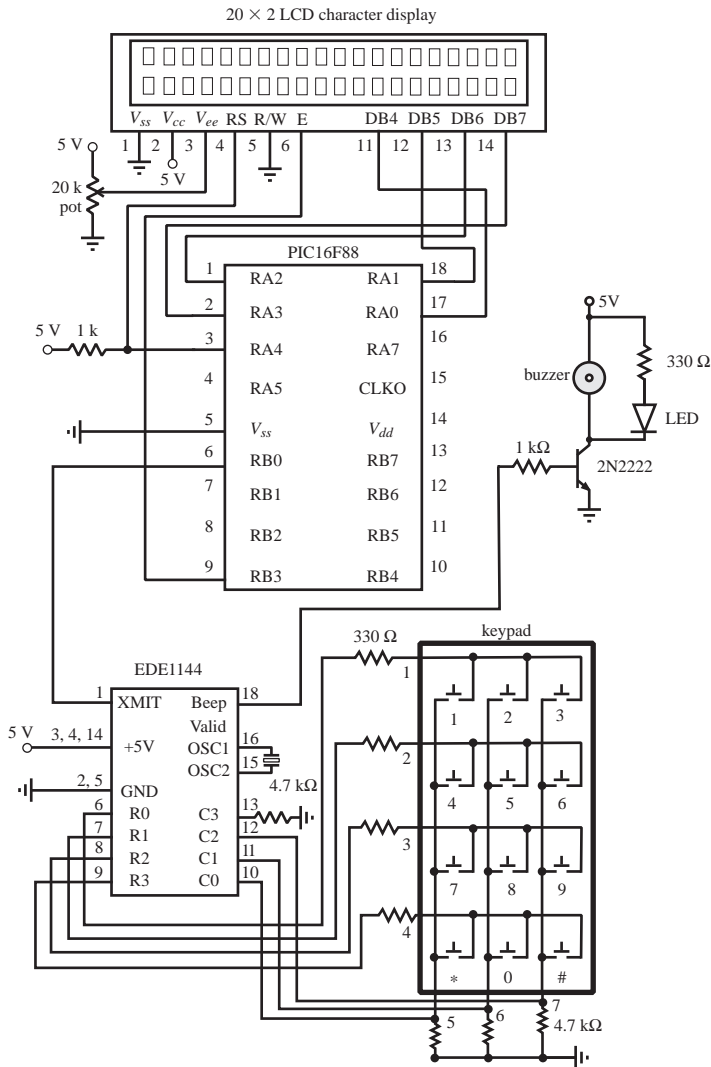 20 × 2 LCD character display
Vss Vcc Vee RS R/W E DB4 DB5 DB6 DB7
1 2 3 4 5 6 11 12 13 14
5 V
5 V
20 k
pot
PIC16F88
1 RA2 RA1 18
2 RA3 RA0 17
3 RA4 RA7 16
4 RA5 CLKO 15
5 Vss Vdd 14
6 RB0 RB7 13
7 RB1 RB6 12
8 RB2 RB5 11
9 RB3 RB4 10
5 V 1 k
5V
buzzer
330 Ω
LED
1 kΩ
2N2222
EDE1144
1 XMIT Beep 18
Valid
5 V 3, 4, 14 +5V OSC1 16
OSC2 15
4.7 kΩ
2, 5 GND
6 R0 C3 13
7 R1 C2 12
8 R2 C1 11
9 R3 C0 10
keypad
330 Ω
1
1 2 3
2
4 5 6
3
7 8 9
4
* 0 #
5 6 7
4.7 kΩ